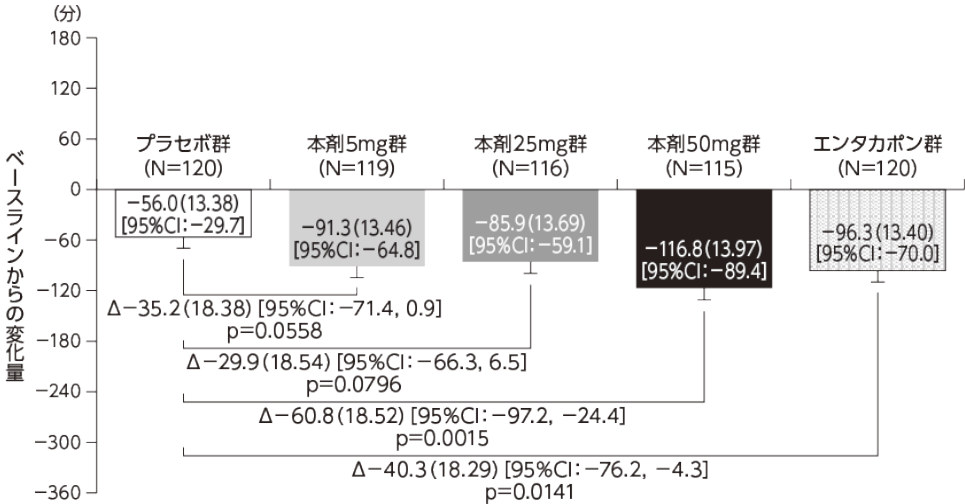 (分)
180
120
60
0
−60
−120
−180
−240
−300
−360
ベースラインからの変化量
プラセボ群
(N=120)
本剤5mg群
(N=119)
本剤25mg群
(N=116)
本剤50mg群
(N=115)
エンタカポン群
(N=120)
−56.0(13.38)
[95%CI:−29.7]
−91.3(13.46)
[95%CI:−64.8]
−85.9(13.69)
[95%CI:−59.1]
−116.8(13.97)
[95%CI:−89.4]
−96.3(13.40)
[95%CI:−70.0]
Δ−35.2(18.38) [95%CI:−71.4, 0.9]
p=0.0558
Δ−29.9(18.54) [95%CI:−66.3, 6.5]
p=0.0796
Δ−60.8(18.52) [95%CI:−97.2, −24.4]
p=0.0015
Δ−40.3(18.29) [95%CI:−76.2, −4.3]
p=0.0141